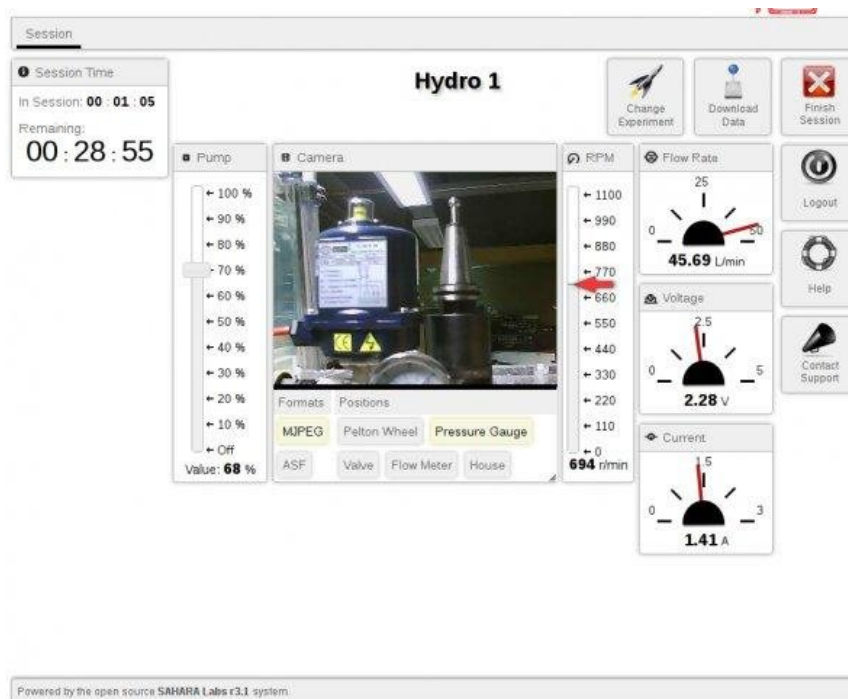 Session
Session Time
In Session: 00 : 01 : 05
Remaining:
00 : 28 : 55
Hydro 1
Change
Experiment
Download
Data
Finish
Session
Pump
100 %
90 %
80 %
70 %
60 %
50 %
40 %
30 %
20 %
10 %
Off
Value: 68 %
Camera
CE
Formats
Positions
MJPEG
Pelton Wheel
Pressure Gauge
ASF
Valve
Flow Meter
House
RPM
1100
990
880
770
660
550
440
330
220
110
0
694 r/min
Flow Rate
25
0
50
45.69 L/min
Voltage
2.5
0
5
2.28 V
Current
1.5
0
3
1.41 A
Logout
Help
Contact
Support
Powered by the open source SAHARA Labs r3.1 system.